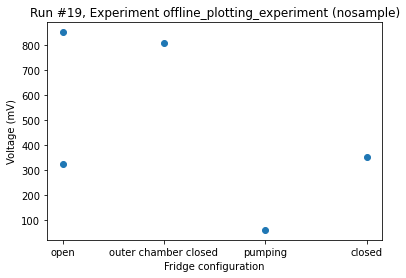 Run #19, Experiment offline_plotting_experiment (nosample)
800
700
600
500
400
300
200
100
Voltage (mV)
open outer chamber closed pumping closed
Fridge configuration